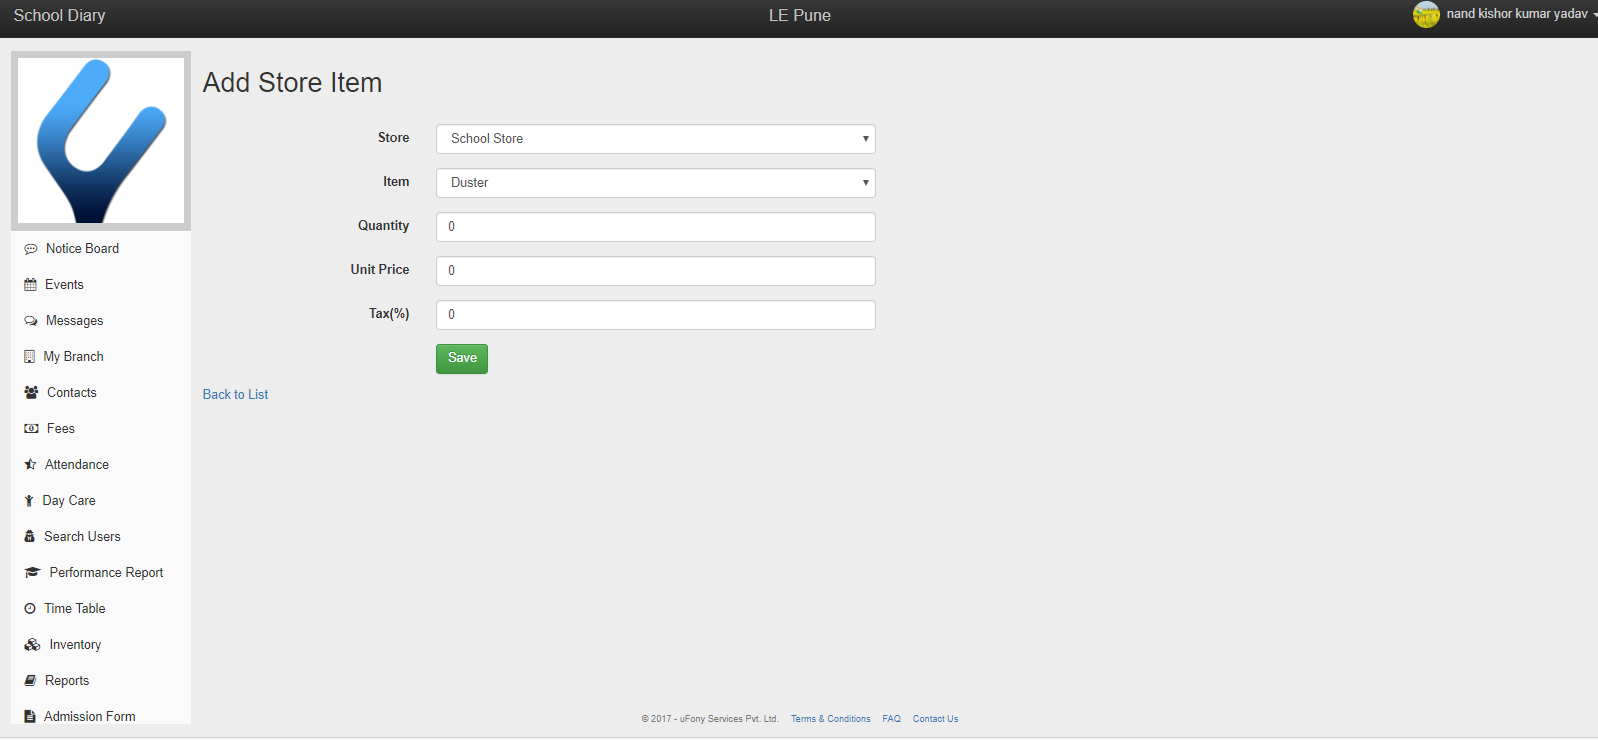 School Diary
LE Pune
nand kishor kumar yadav
Add Store Item
Store
School Store
Item
Duster
Quantity
0
Unit Price
0
Tax(%)
0
Save
Back to List
Notice Board
Events
Messages
My Branch
Contacts
Fees
Attendance
Day Care
Search Users
Performance Report
Time Table
Inventory
Reports
Admission Form
© 2017 - uFony Services Pvt. Ltd. Terms & Conditions FAQ Contact Us